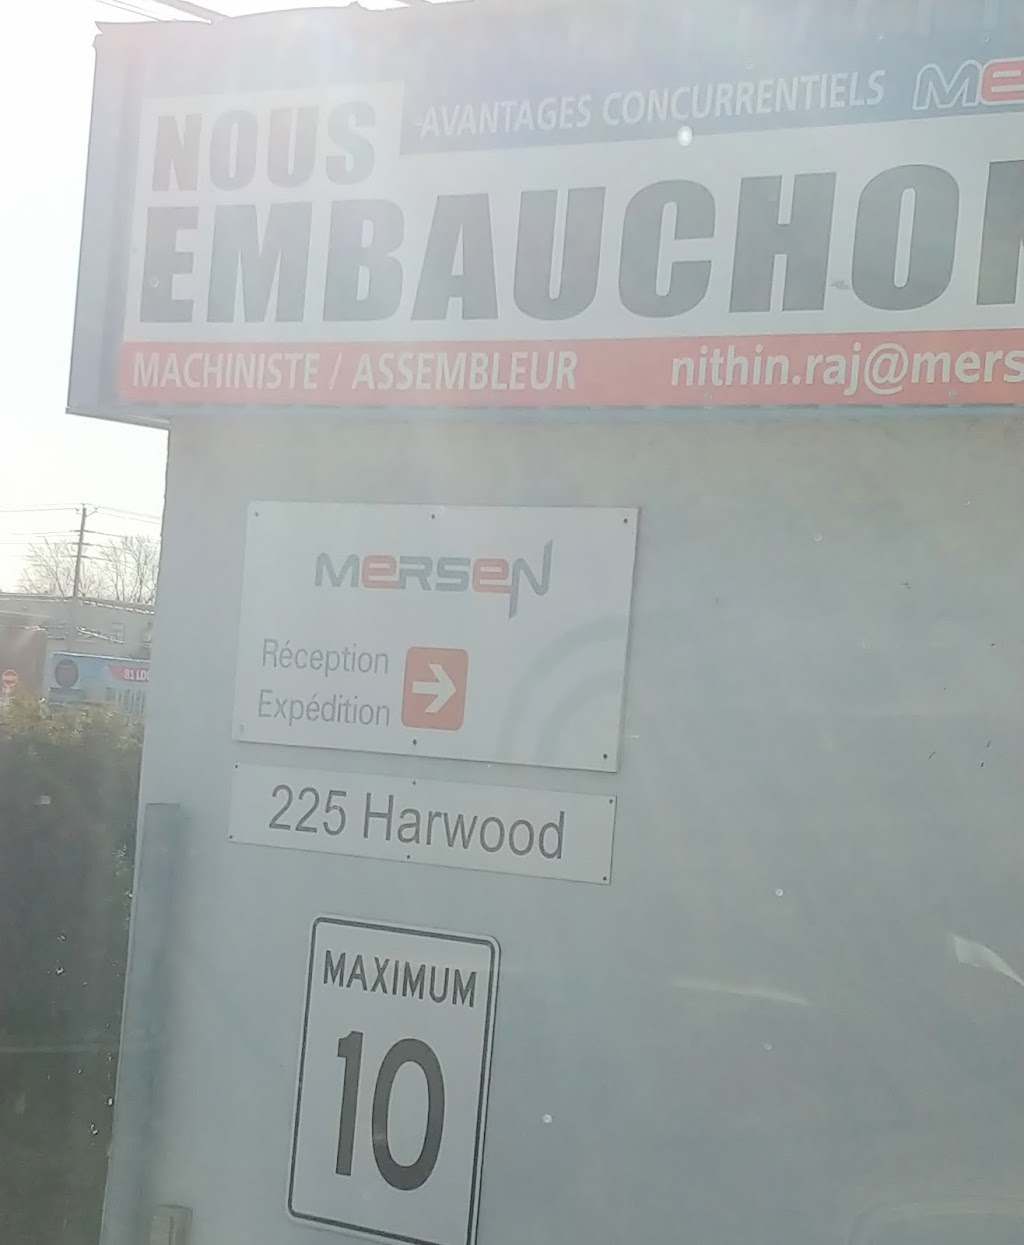 AVANTAGES CONCURRENTIELS
NOUS
EMBAUCHO
MACHINISTE / ASSEMBLEUR nithin.raj@mers
MERSEN
Réception
Expédition
225 Harwood
MAXIMUM
10